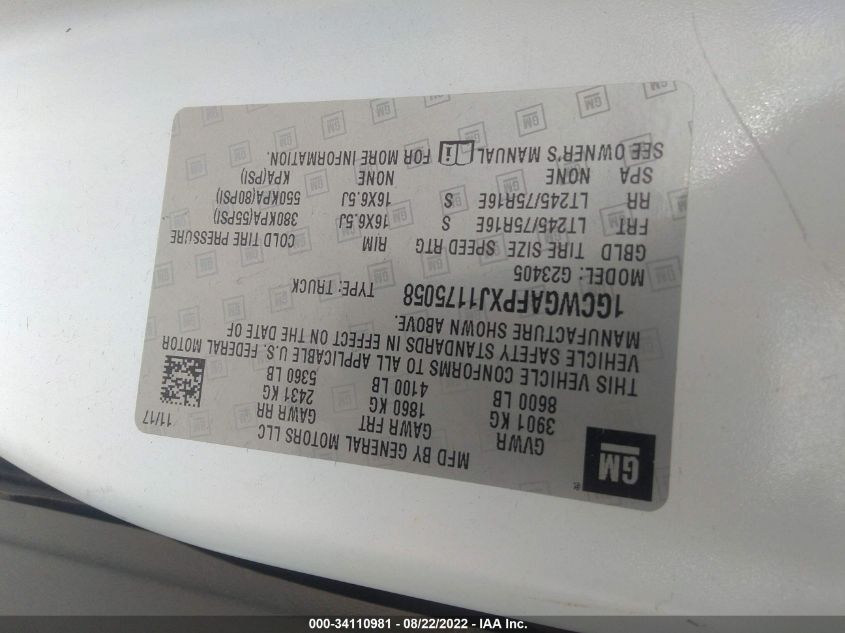 GM
MFD BY GENERAL MOTORS LLC
11/17
GVWR GAWR FRT GAWR RR
3901 KG 1860 KG 2431 KG
8600 LB 4100 LB 5360 LB
THIS VEHICLE CONFORMS TO ALL APPLICABLE U.S. FEDERAL MOTOR
VEHICLE SAFETY STANDARDS IN EFFECT ON THE DATE OF
MANUFACTURE SHOWN ABOVE.
1GCWGAFPXJ1175058 TYPE: TRUCK
MODEL: G23405
GBLD TIRE SIZE SPEED RTG RIM COLD TIRE PRESSURE
FRT LT245/75R16E S 16X6.5J 380KPA(55PSI)
RR LT245/75R16E S 16X6.5J 550KPA(80PSI)
SPA NONE NONE KPA(PSI)
SEE OWNER'S MANUAL i FOR MORE INFORMATION.
000-34110981 - 08/22/2022 - IAA Inc.